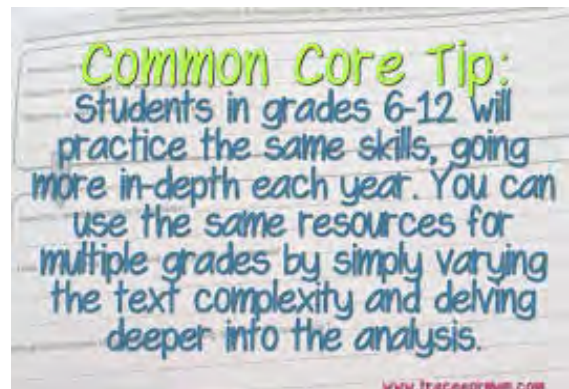 Common Core Tip:
Students in grades 6-12 will
practice the same skills, going
more in-depth each year. You can
use the same resources for
multiple grades by simply varying
the text complexity and delving
deeper into the analysis.